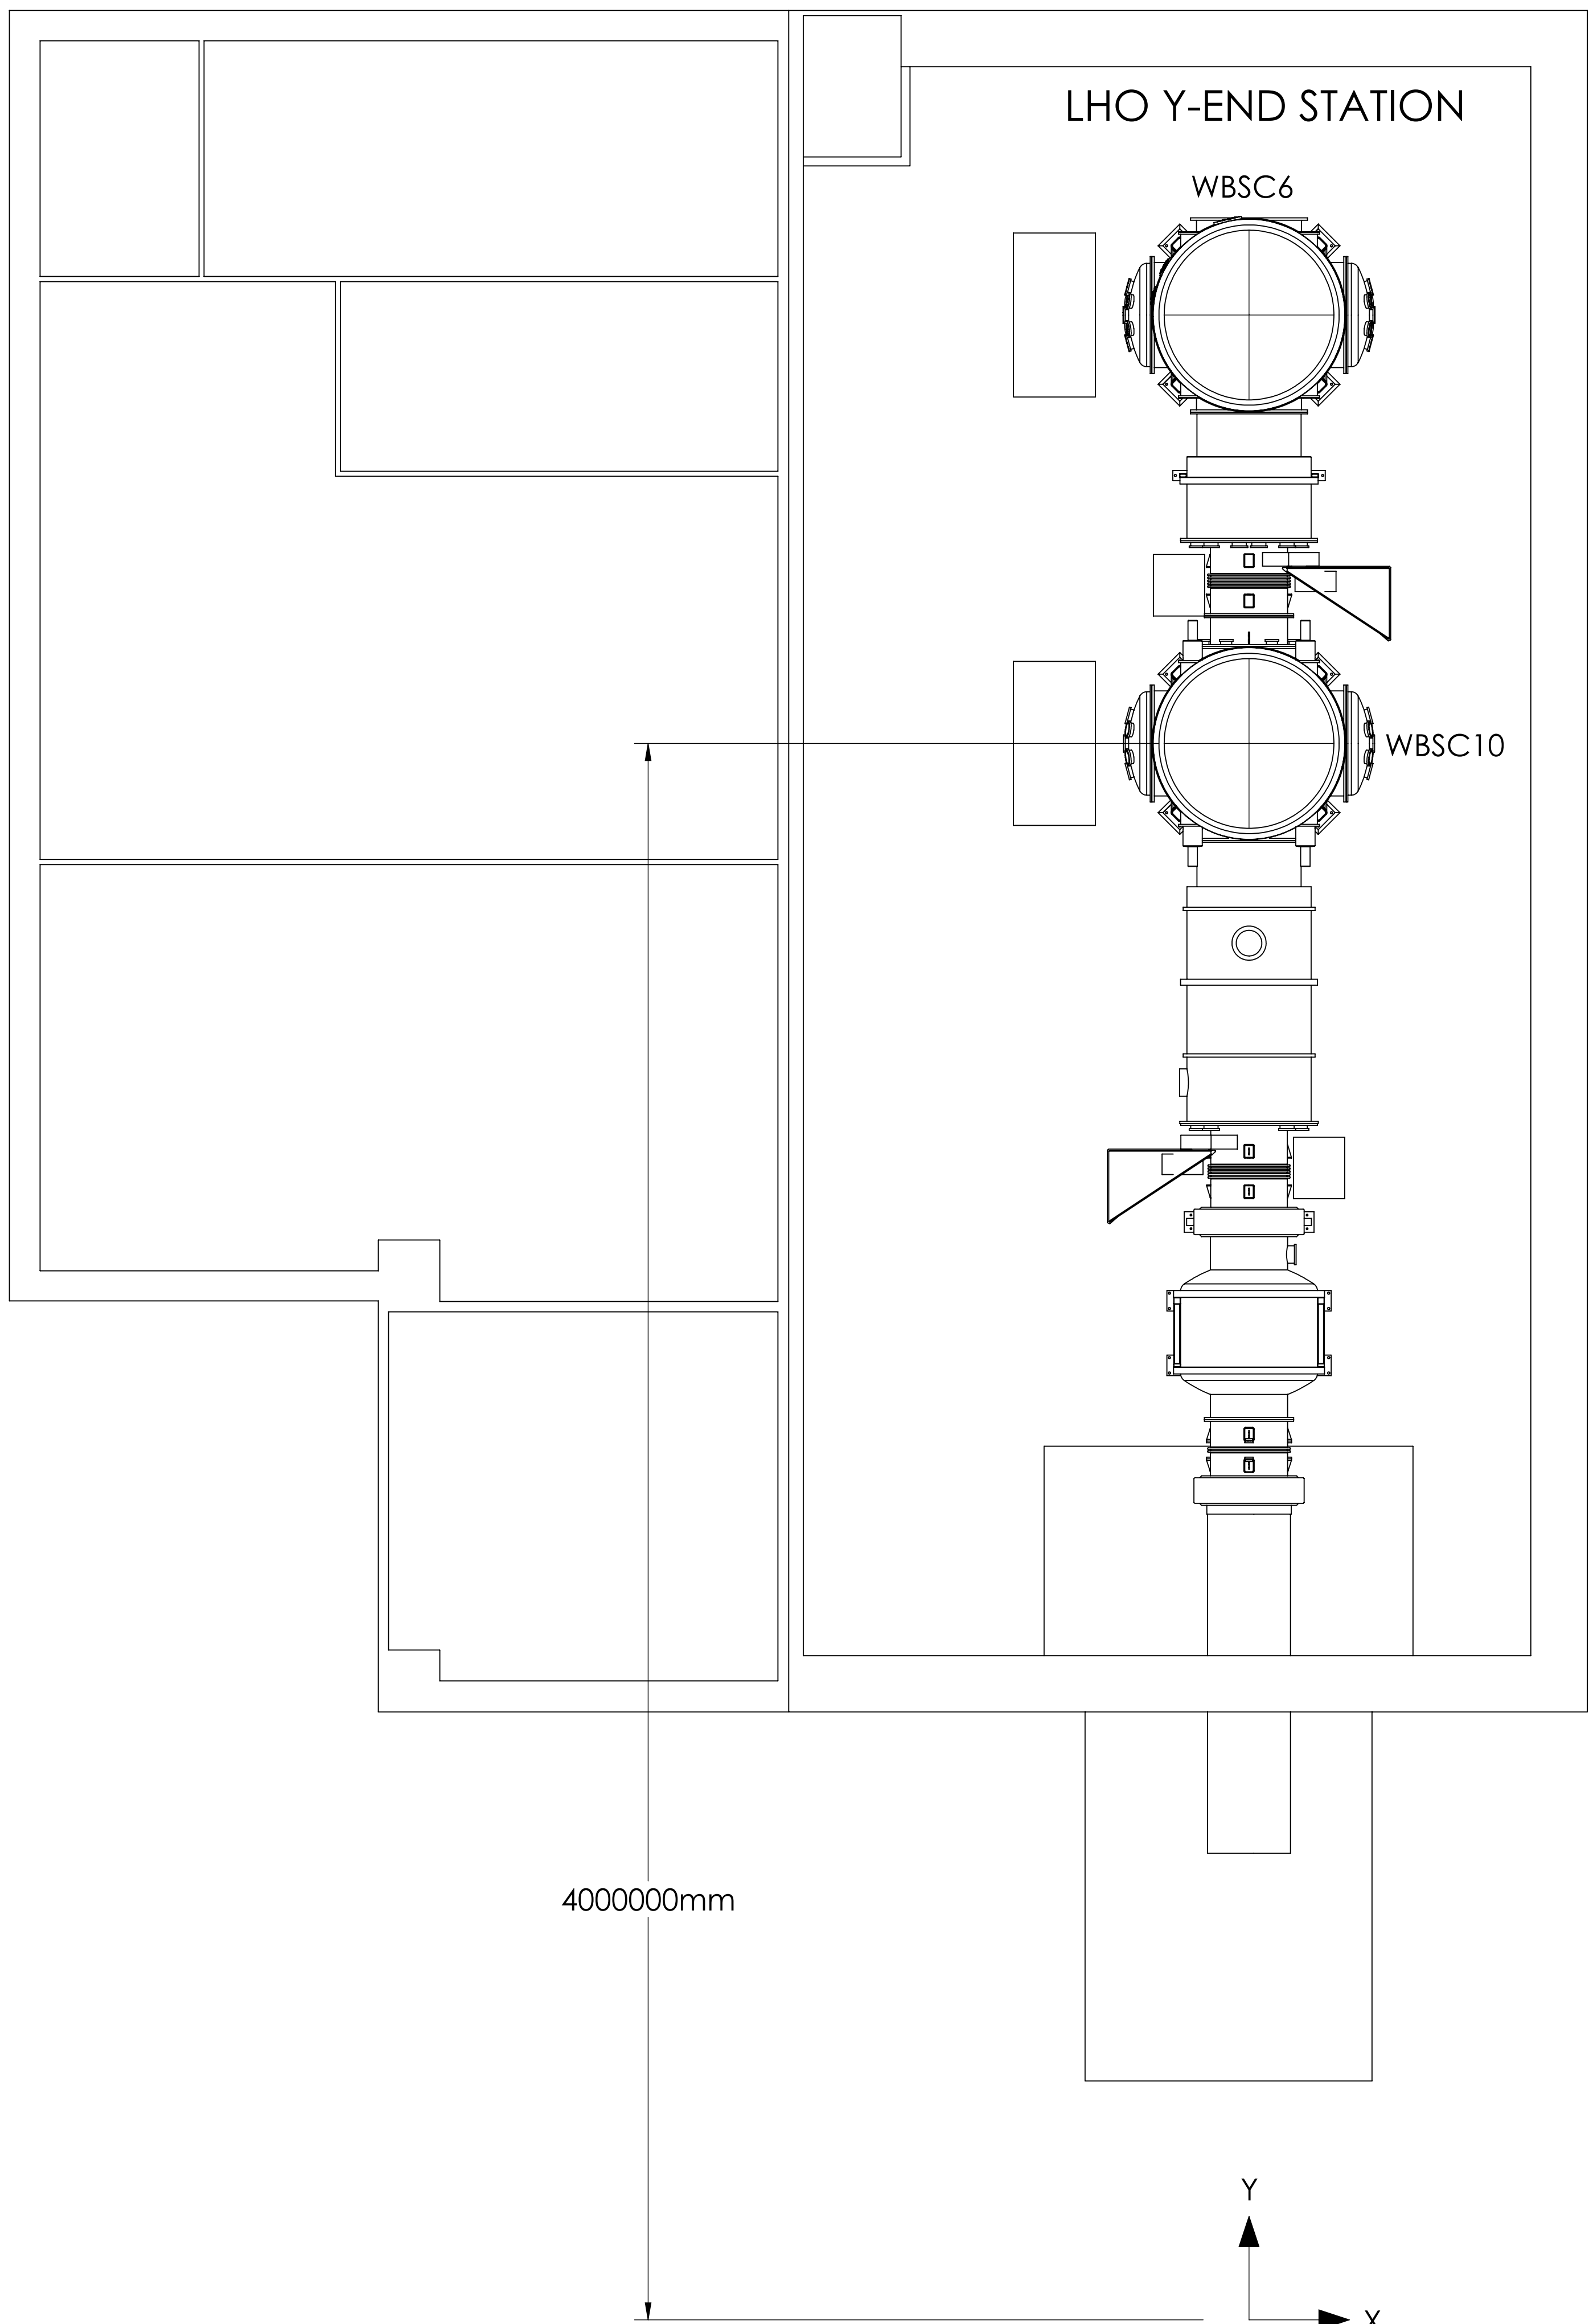 LHO Y-END STATION
WBSC6
WBSC10
4000000mm
Y
X